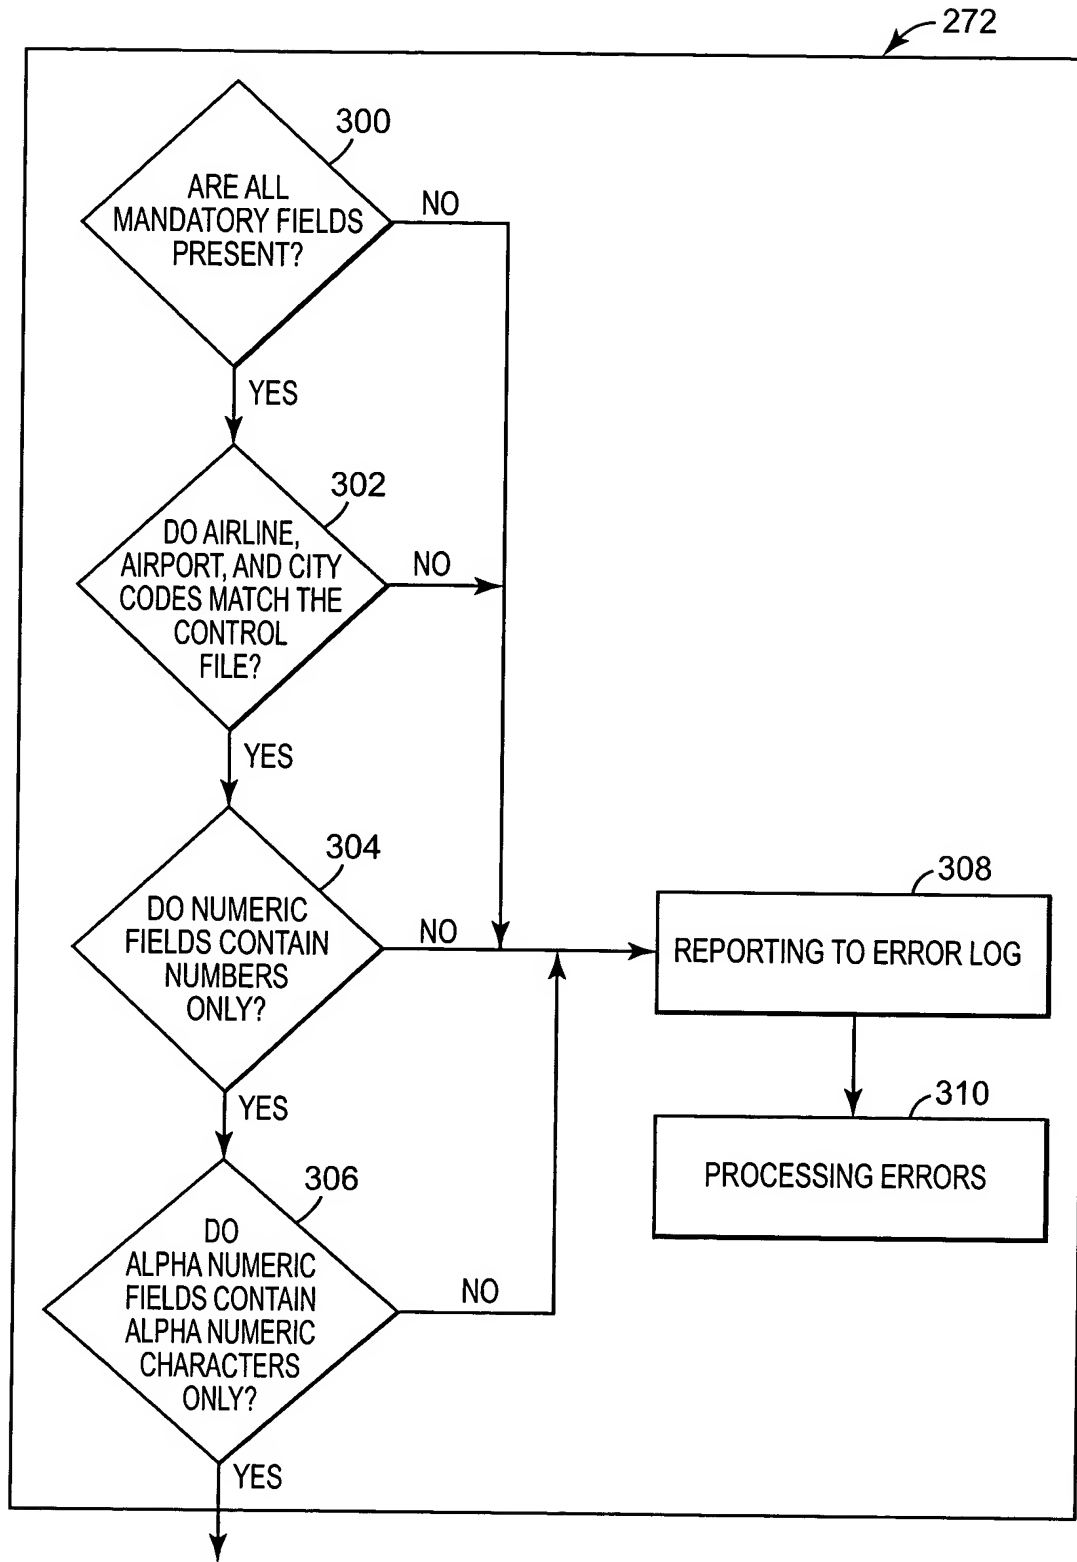 272
300
ARE ALL
MANDATORY FIELDS
PRESENT?
NO
YES
302
DO AIRLINE,
AIRPORT, AND CITY
CODES MATCH THE
CONTROL
FILE?
NO
YES
304
DO NUMERIC
FIELDS CONTAIN
NUMBERS
ONLY?
NO
308
REPORTING TO ERROR LOG
YES
310
PROCESSING ERRORS
306
DO
ALPHA NUMERIC
FIELDS CONTAIN
ALPHA NUMERIC
CHARACTERS
ONLY?
NO
YES